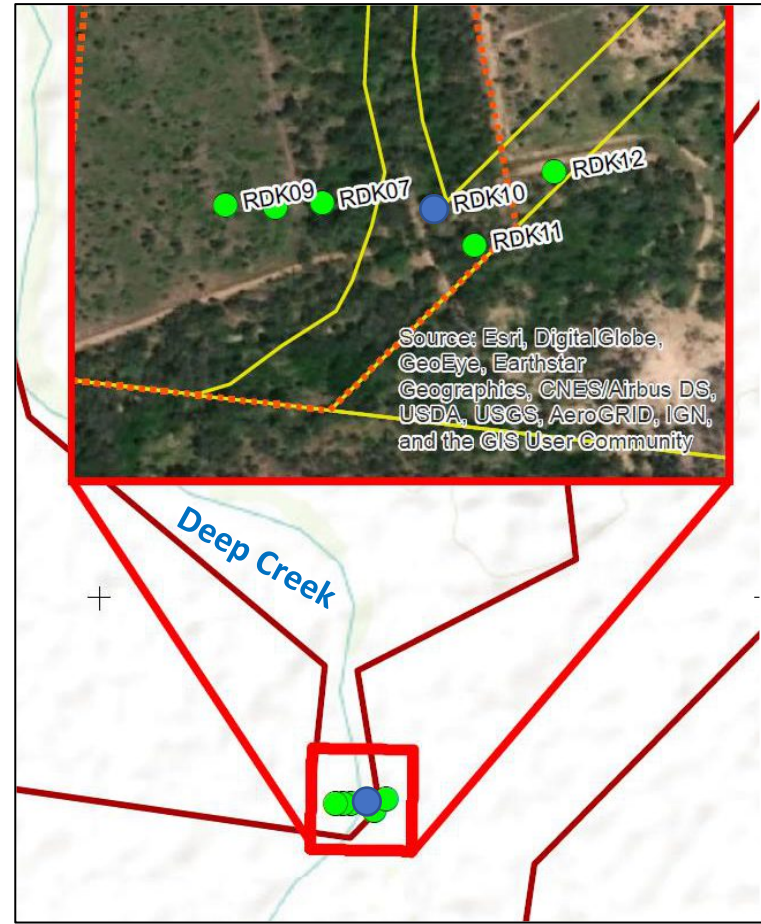 RDK09
RDK07
RDK10
RDK12
RDK11
Source: Esri, DigitalGlobe,
GeoEye, Earthstar
Geographics, CNES/Airbus DS,
USDA, USGS, AeroGRID, IGN,
and the GIS User Community
Deep Creek